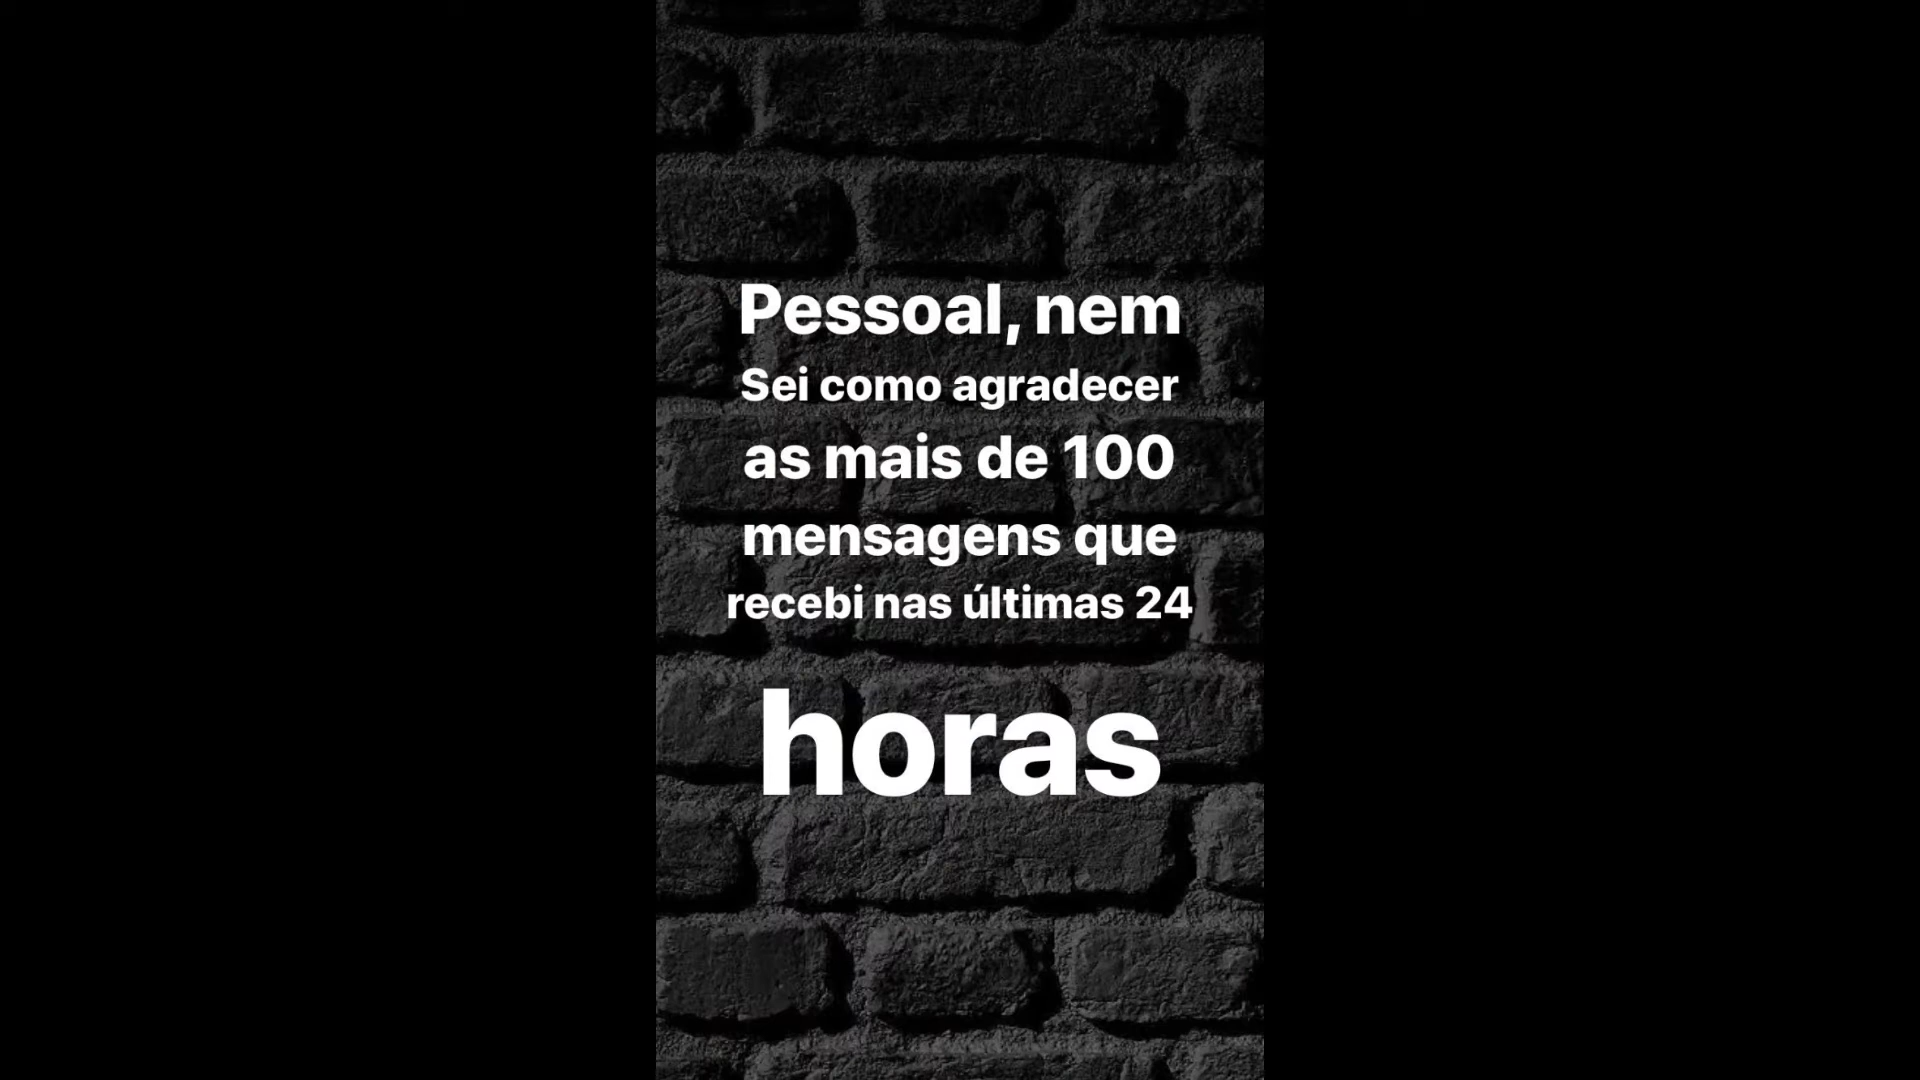 Pessoal, nem
Sei como agradecer
as mais de 100
mensagens que
recebi nas últimas 24
horas